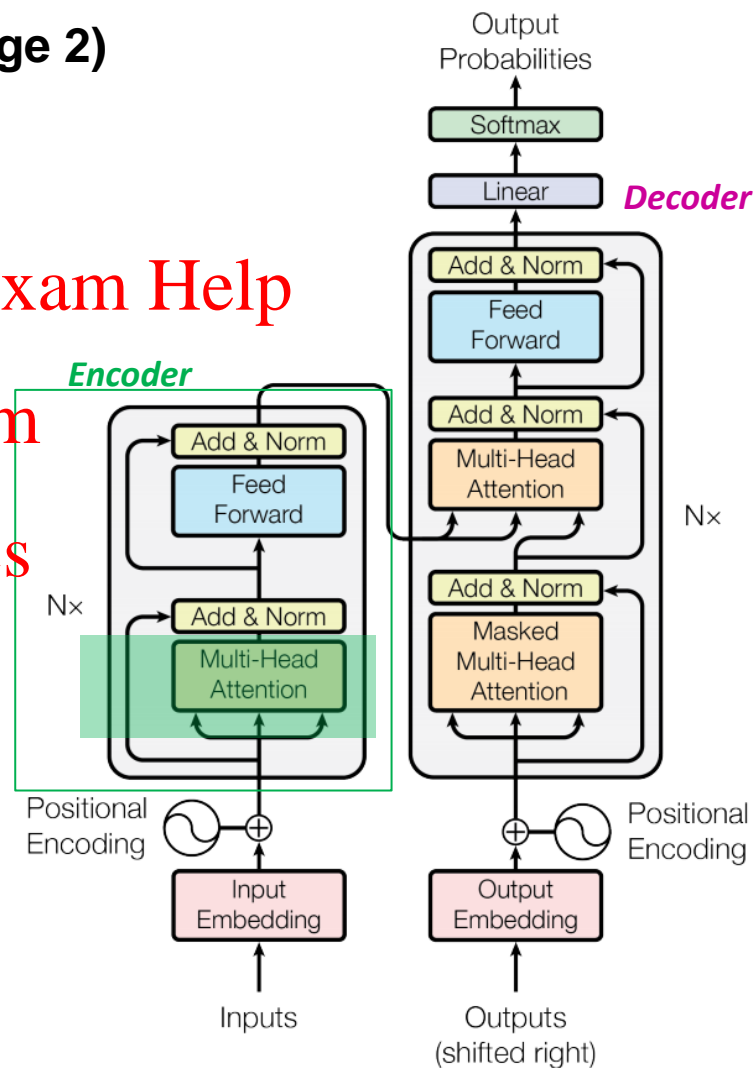 ge 2)
Output
Probabilities
Softmax
Linear
Decoder
Add & Norm
xam Help
Feed
Forward
Encoder
Add & Norm
m
Add & Norm
Multi-Head
Attention
Feed
Forward
Nx
s
Add & Norm
Nx
Add & Norm
Masked
Multi-Head
Attention
Multi-Head
Attention
Positional
Encoding
Positional
Encoding
Input
Embedding
Output
Embedding
Inputs
Outputs
(shifted right)